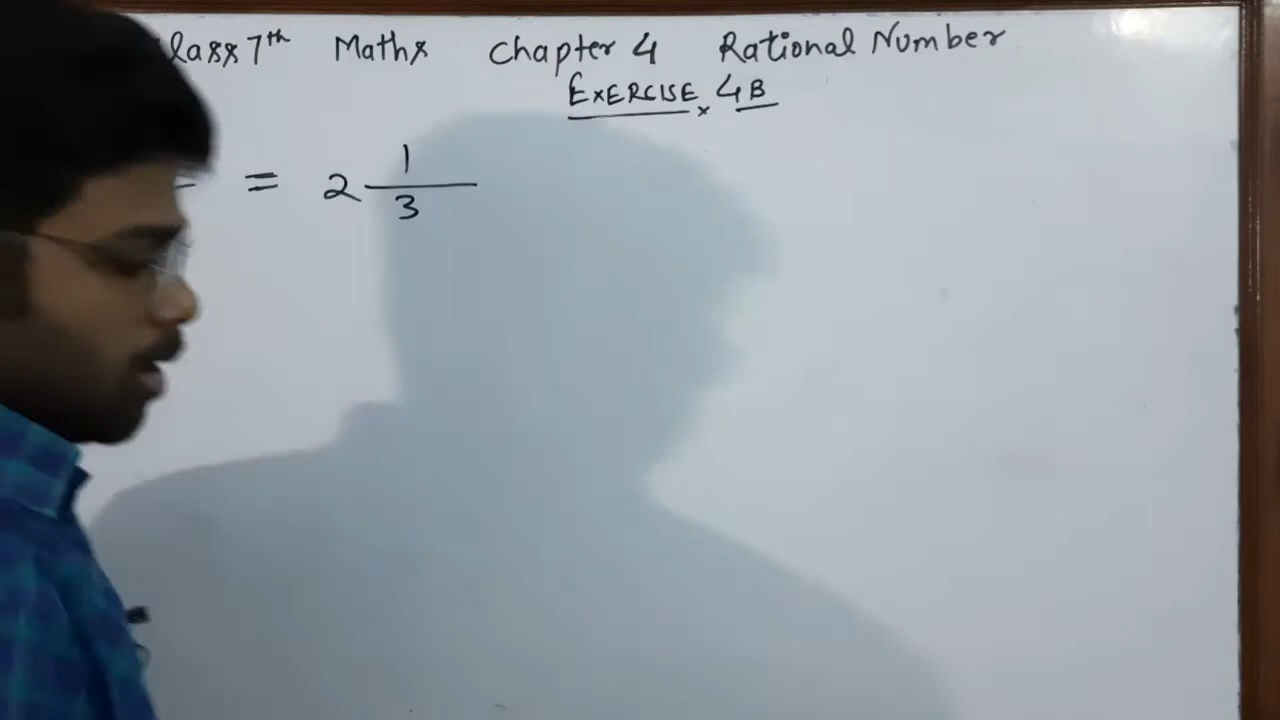 lass 7th Maths Chapter 4 Rational Number
EXERCISE 4B
= 2 1/3